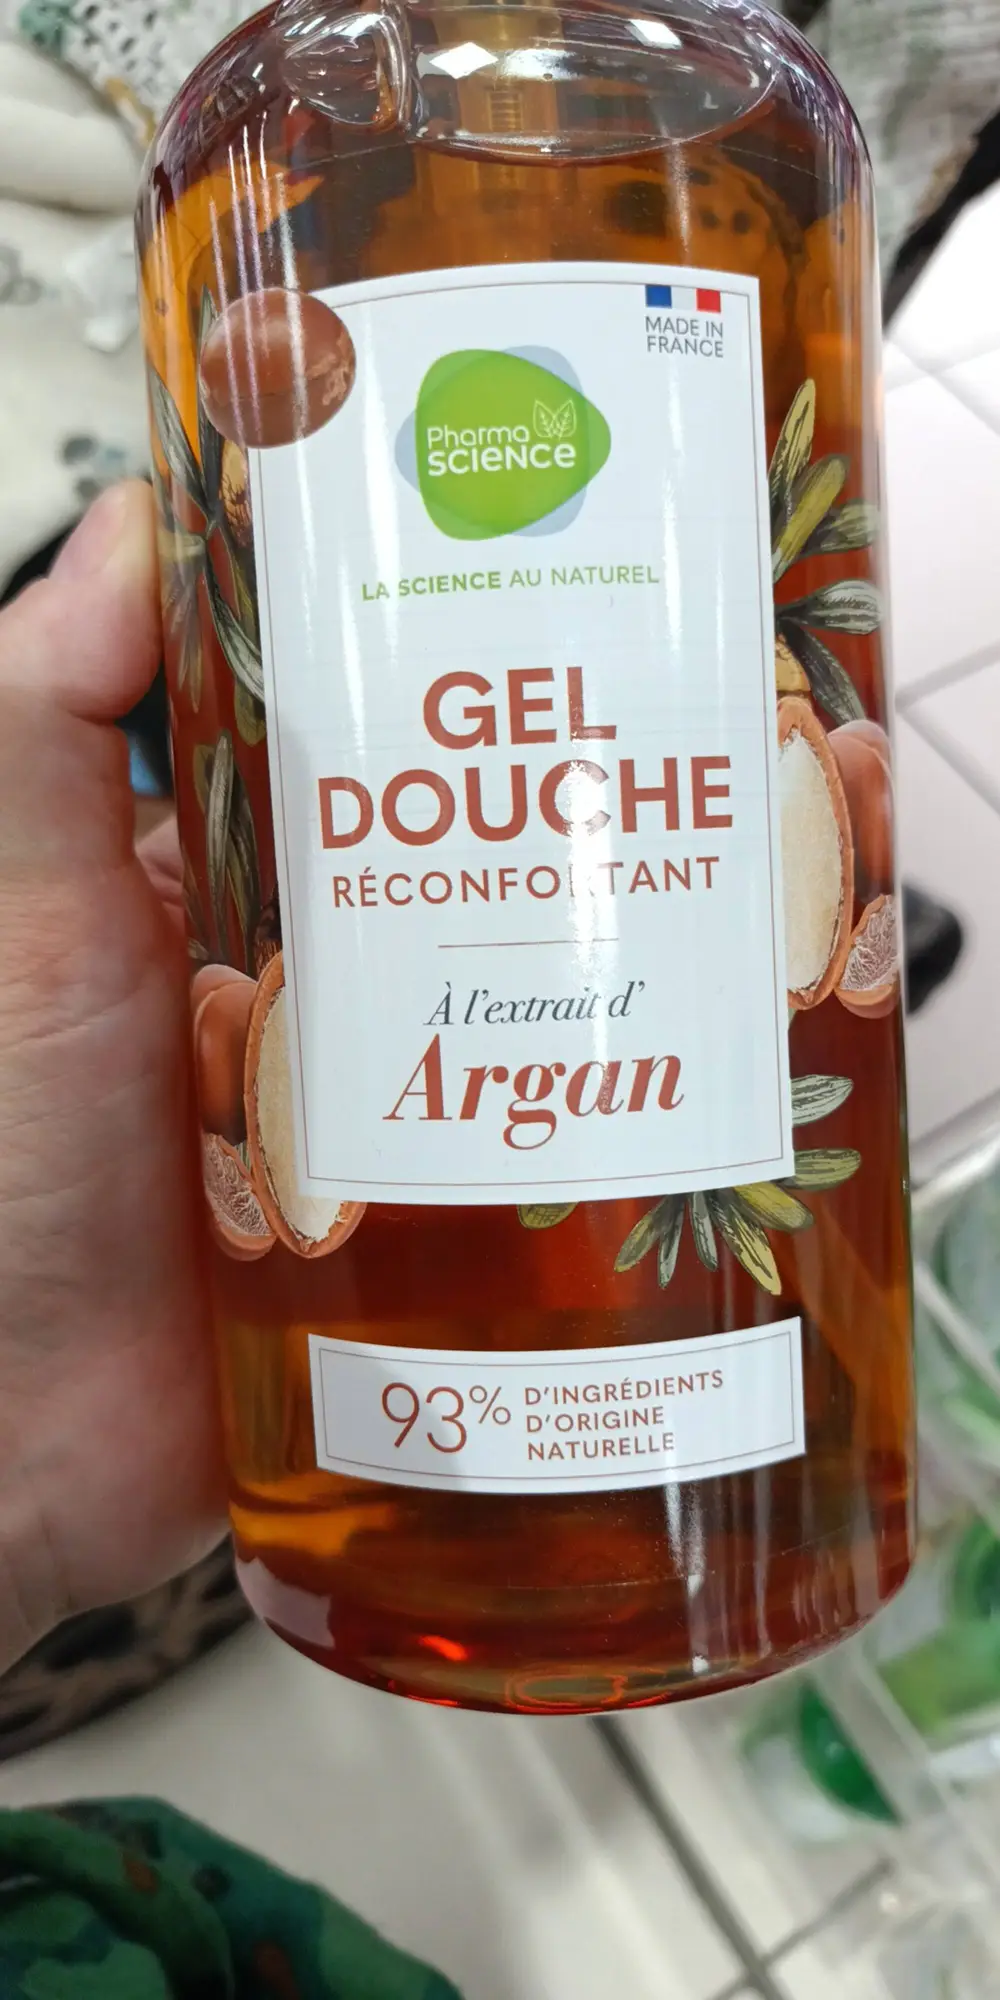 MADE IN
FRANCE
Pharma
SCIENCE
LA SCIENCE AU NATUREL
GEL
DOUCHE
RÉCONFORTANT
À l'extrait d'
Argan
93% D'INGRÉDIENTS
D'ORIGINE
NATURELLE